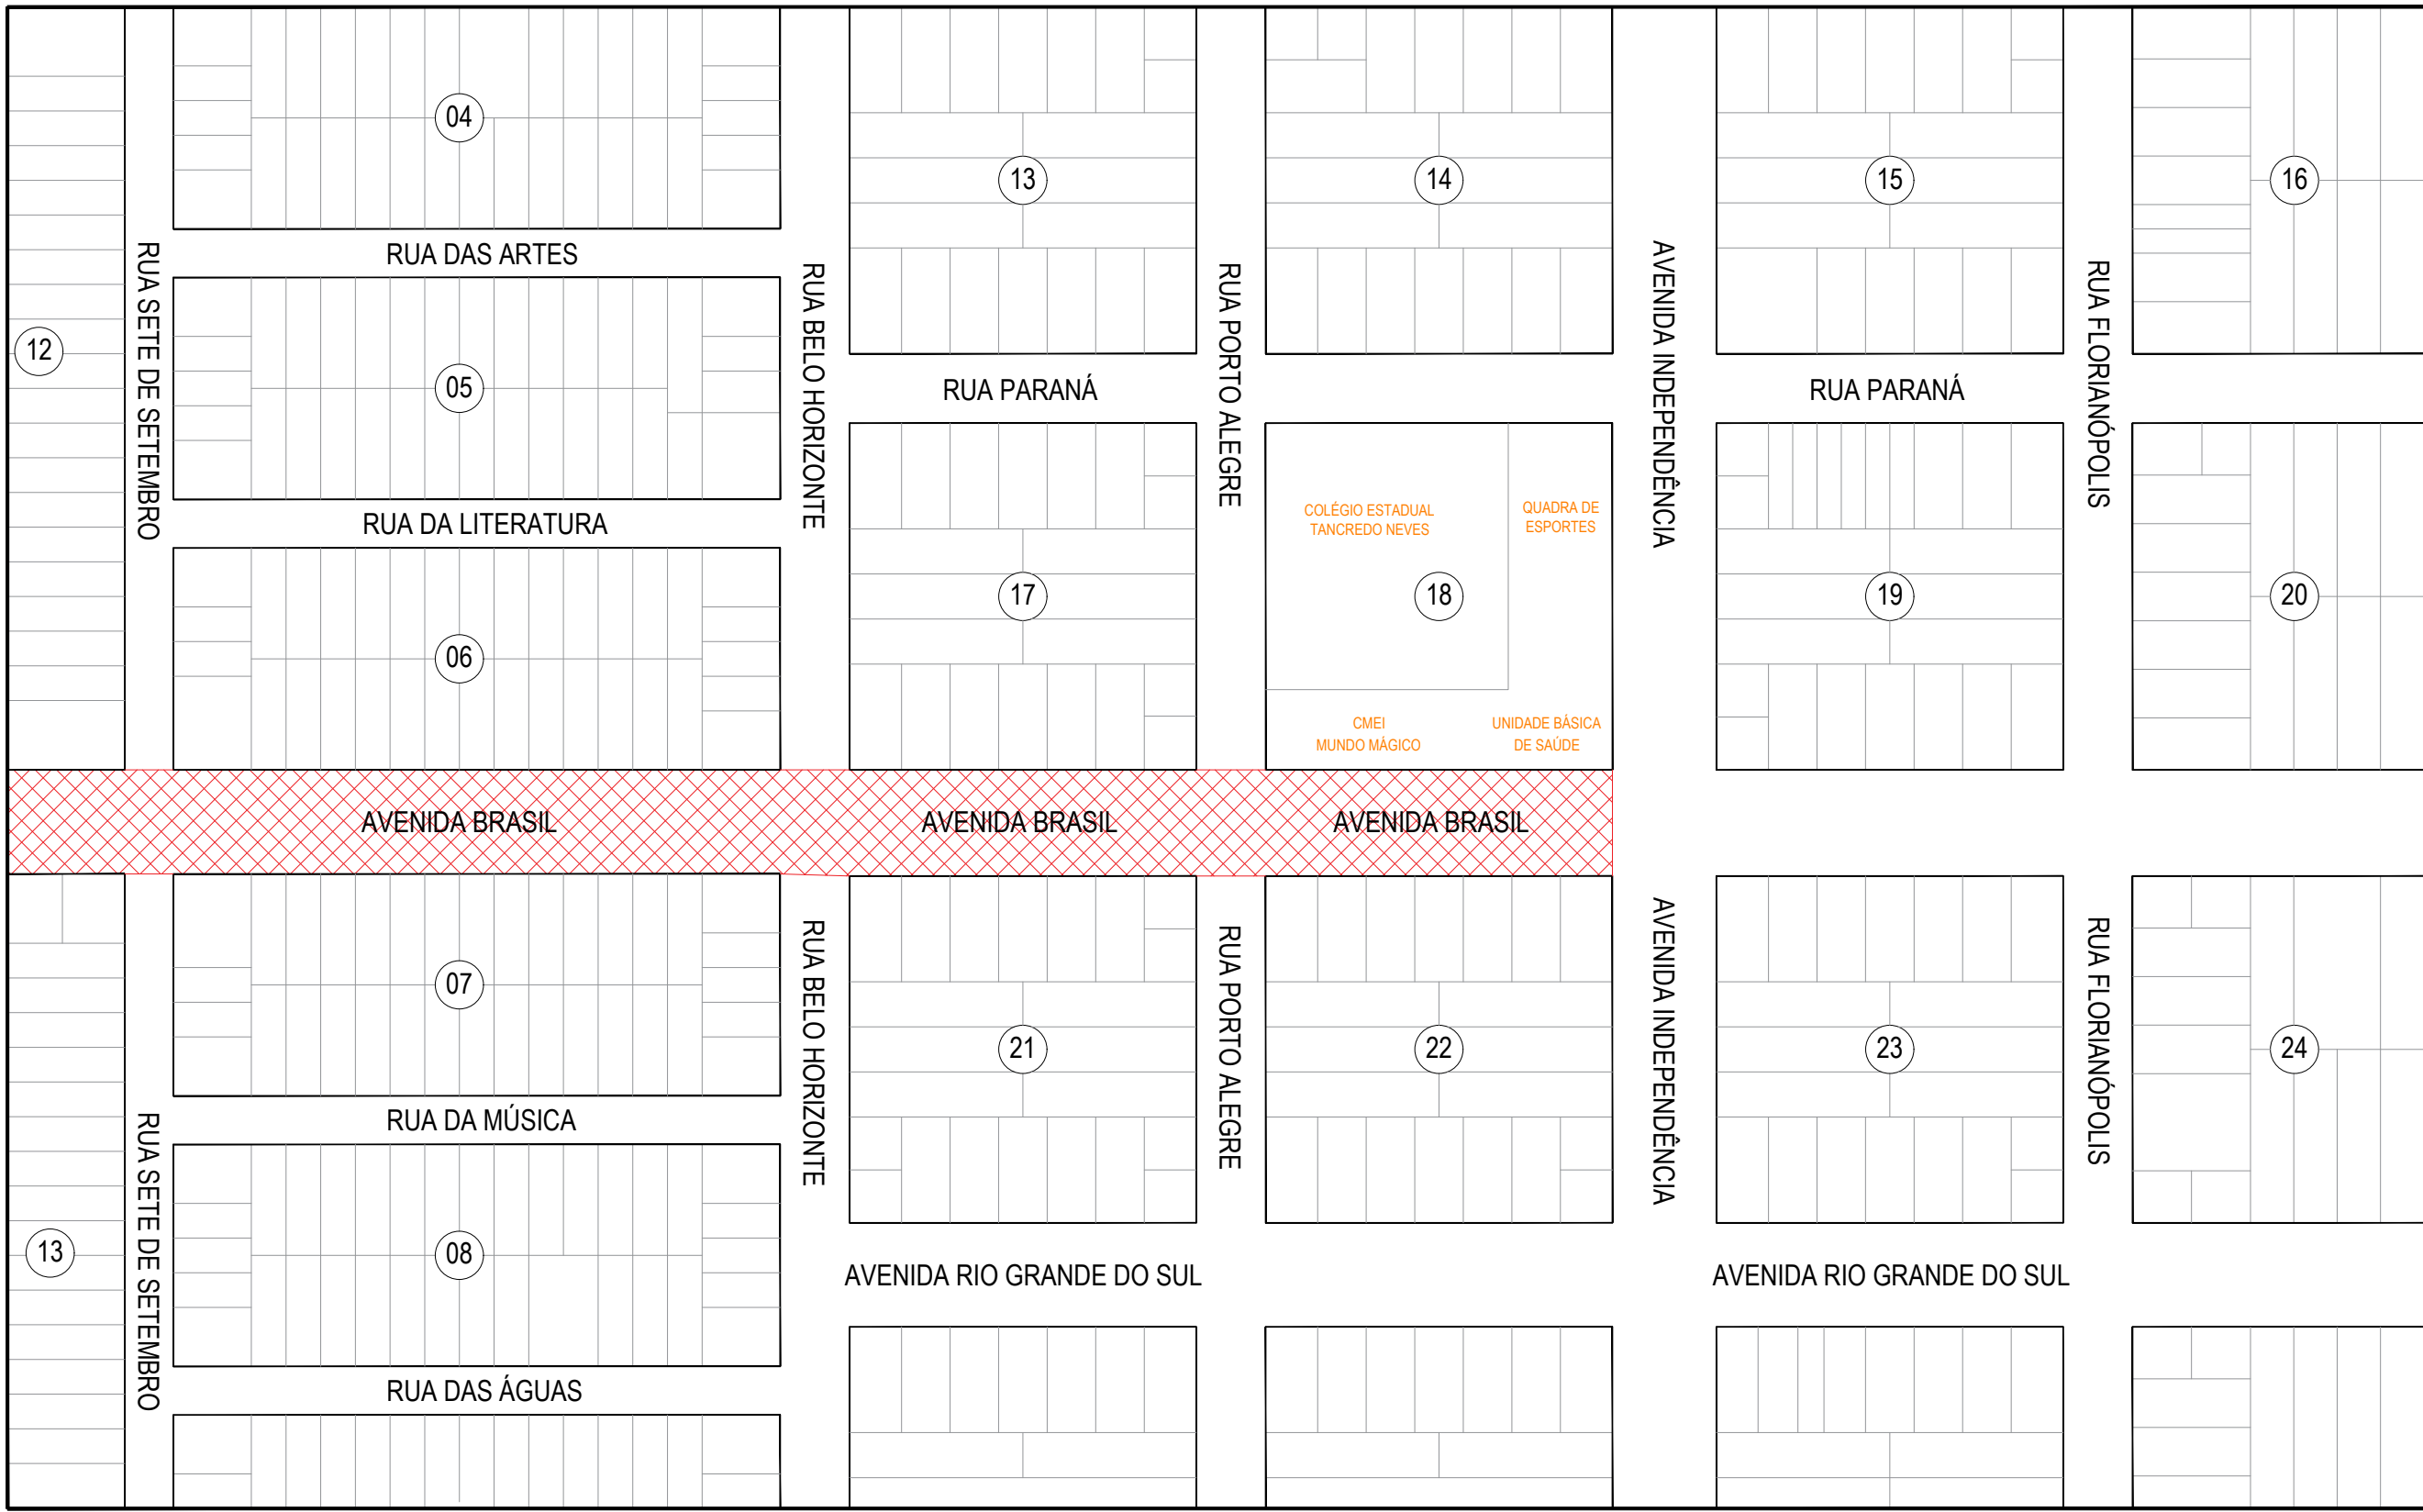 04
13
14
15
16
RUA DAS ARTES
RUA SETE DE SETEMBRO
RUA BELO HORIZONTE
RUA PORTO ALEGRE
AVENIDA INDEPENDÊNCIA
RUA FLORIANÓPOLIS
12
05
RUA PARANÁ
RUA PARANÁ
RUA DA LITERATURA
COLÉGIO ESTADUAL
TANCREDO NEVES
QUADRA DE
ESPORTES
06
17
18
19
20
CMEI
MUNDO MÁGICO
UNIDADE BÁSICA
DE SAÚDE
AVENIDA BRASIL
AVENIDA BRASIL
AVENIDA BRASIL
07
RUA BELO HORIZONTE
RUA PORTO ALEGRE
AVENIDA INDEPENDÊNCIA
RUA FLORIANÓPOLIS
21
22
23
24
RUA DA MÚSICA
RUA SETE DE SETEMBRO
13
08
AVENIDA RIO GRANDE DO SUL
AVENIDA RIO GRANDE DO SUL
RUA DAS ÁGUAS